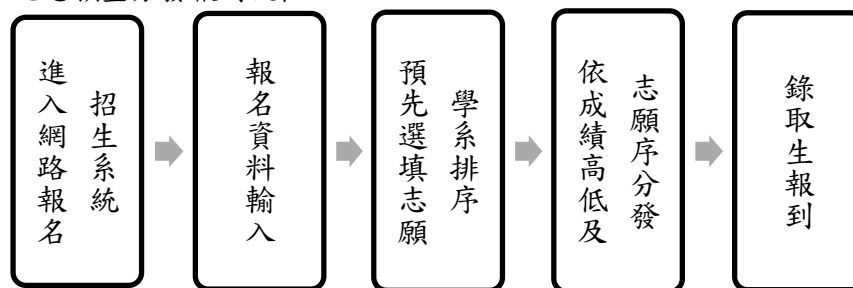 進入網路報名
招生系統
報名資料輸入
預先選填志願
學系排序
依成績高低及
志願序分發
錄取生報到